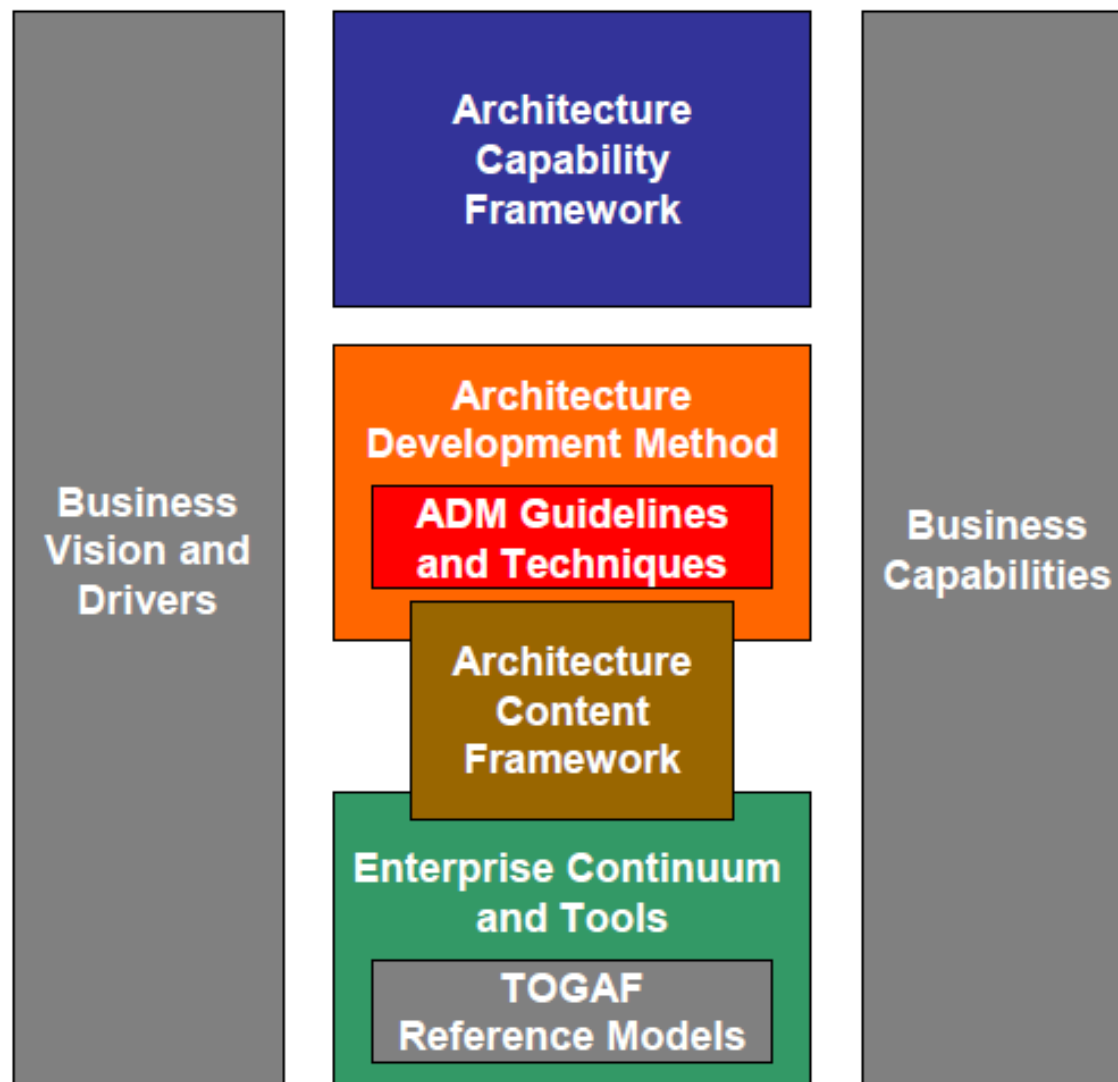 Architecture
Capability
Framework
Architecture
Development Method
ADM Guidelines
and Techniques
Business
Vision and
Drivers
Business
Capabilities
Architecture
Content
Framework
Enterprise Continuum
and Tools
TOGAF
Reference Models